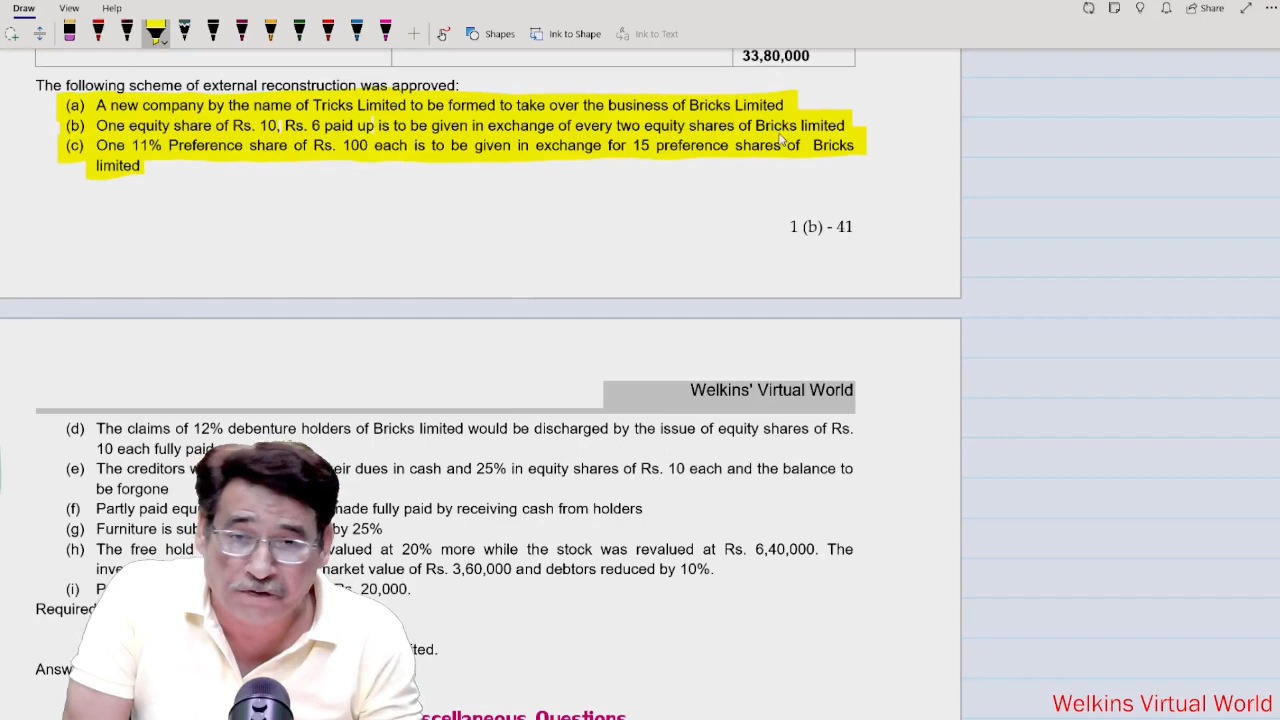 Draw View Help
Share
Shapes Ink to Shape Ink to Text
33,80,000
The following scheme of external reconstruction was approved:
(a) A new company by the name of Tricks Limited to be formed to take over the business of Bricks Limited
(b) One equity share of Rs. 10, Rs. 6 paid up is to be given in exchange of every two equity shares of Bricks limited
(c) One 11% Preference share of Rs. 100 each is to be given in exchange for 15 preference shares of Bricks
limited
1 (b) - 41
Welkins' Virtual World
(d) The claims of 12% debenture holders of Bricks limited would be discharged by the issue of equity shares of Rs.
10 each fully paid
(e) The creditors eir dues in cash and 25% in equity shares of Rs. 10 each and the balance to
be forgone
(f) Partly paid equ made fully paid by receiving cash from holders
(g) Furniture is sub by 25%
(h) The free hold valued at 20% more while the stock was revalued at Rs. 6,40,000. The
inve market value of Rs. 3,60,000 and debtors reduced by 10%.
(i) Rs. 20,000.
Required
ited.
Answ
scellaneous Questions
Welkins Virtual World